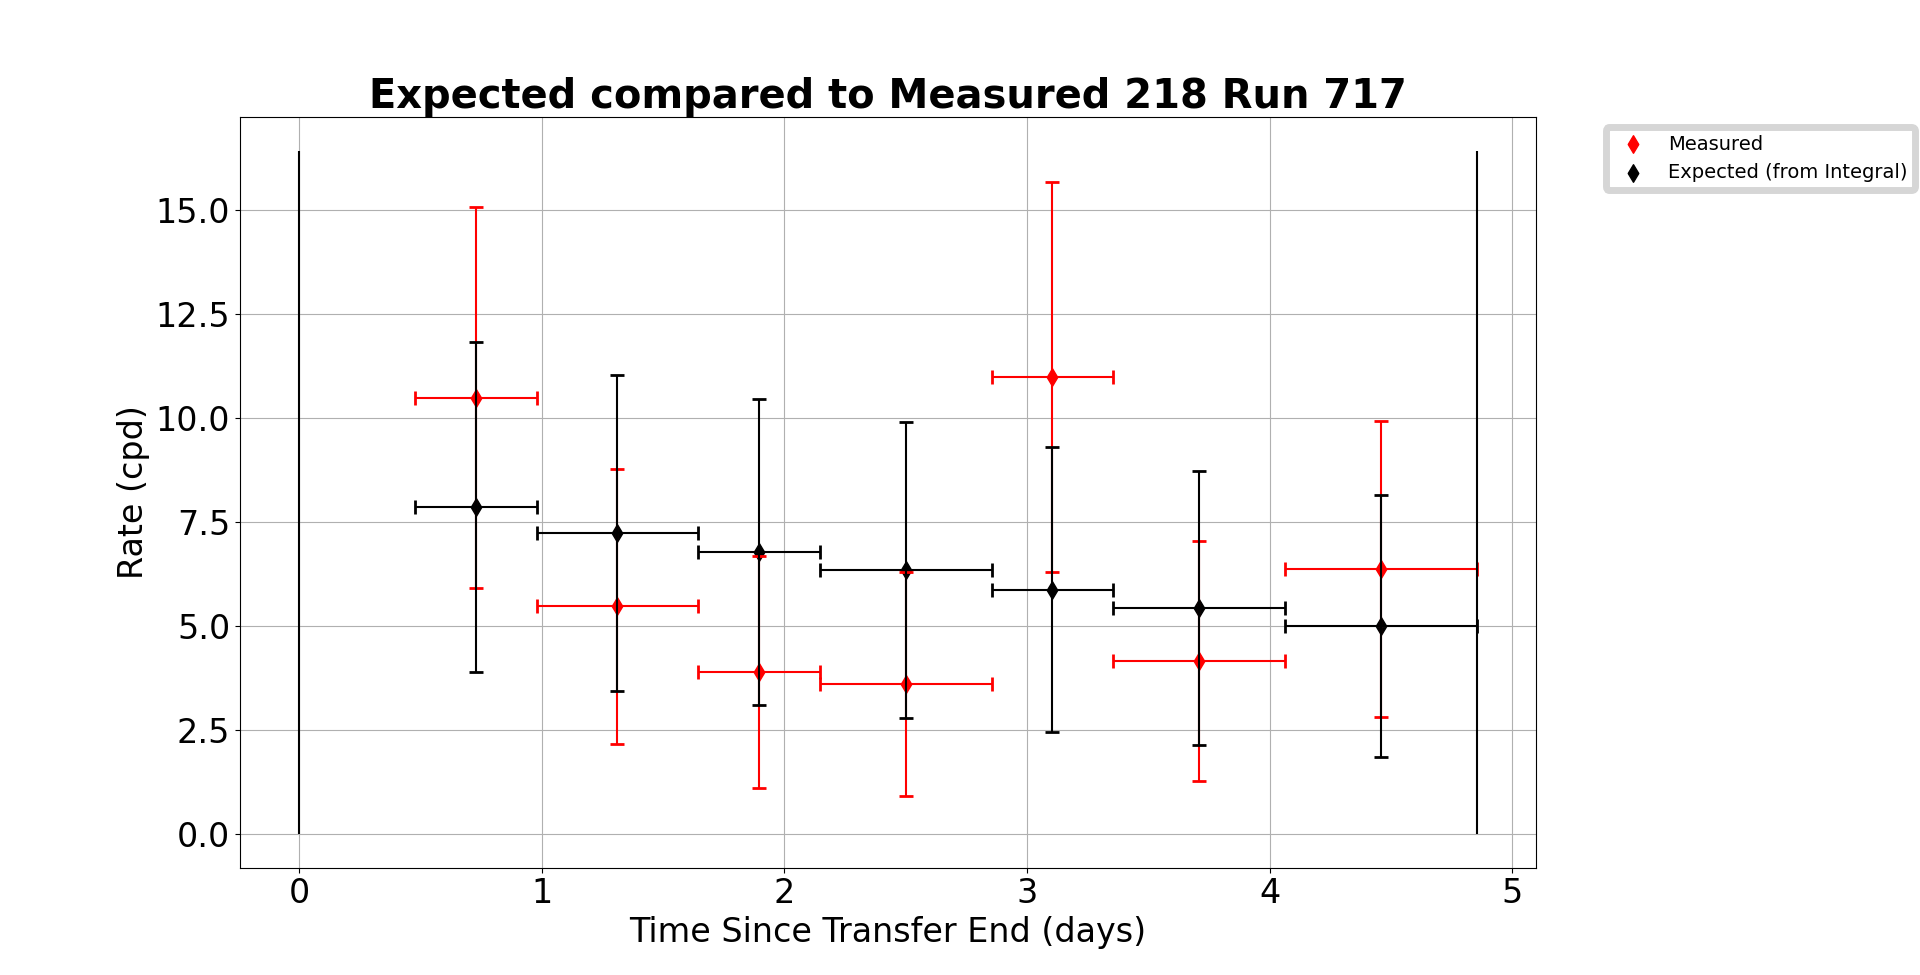 Expected compared to Measured 218 Run 717
Measured
Expected (from Integral)
Rate (cpd)
15.0
12.5
10.0
7.5
5.0
2.5
0.0
0 1 2 3 4 5
Time Since Transfer End (days)